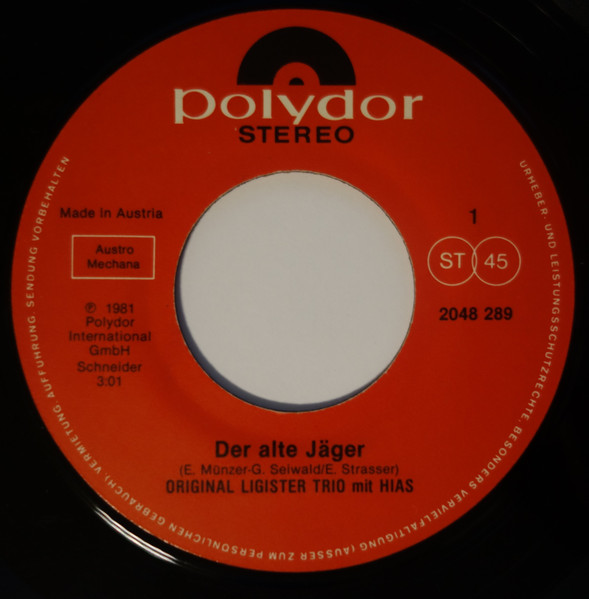 polydor
STEREO
Made in Austria
Austro
Mechana
1
ST 45
℗ 1981
Polydor
International
GmbH
Schneider
3:01
2048 289
Der alte Jäger
(E. Münzer-G. Seiwald/E. Strasser)
ORIGINAL LIGISTER TRIO mit HIAS
URHEBER- UND LEISTUNGSSCHUTZRECHTE, BESONDERS VERVIELFÄLTIGUNG (AUSSER ZUM PERSÖNLICHEN GEBRAUCH) VERMIETUNG, AUFFÜHRUNG, SENDUNG VORBEHALTEN